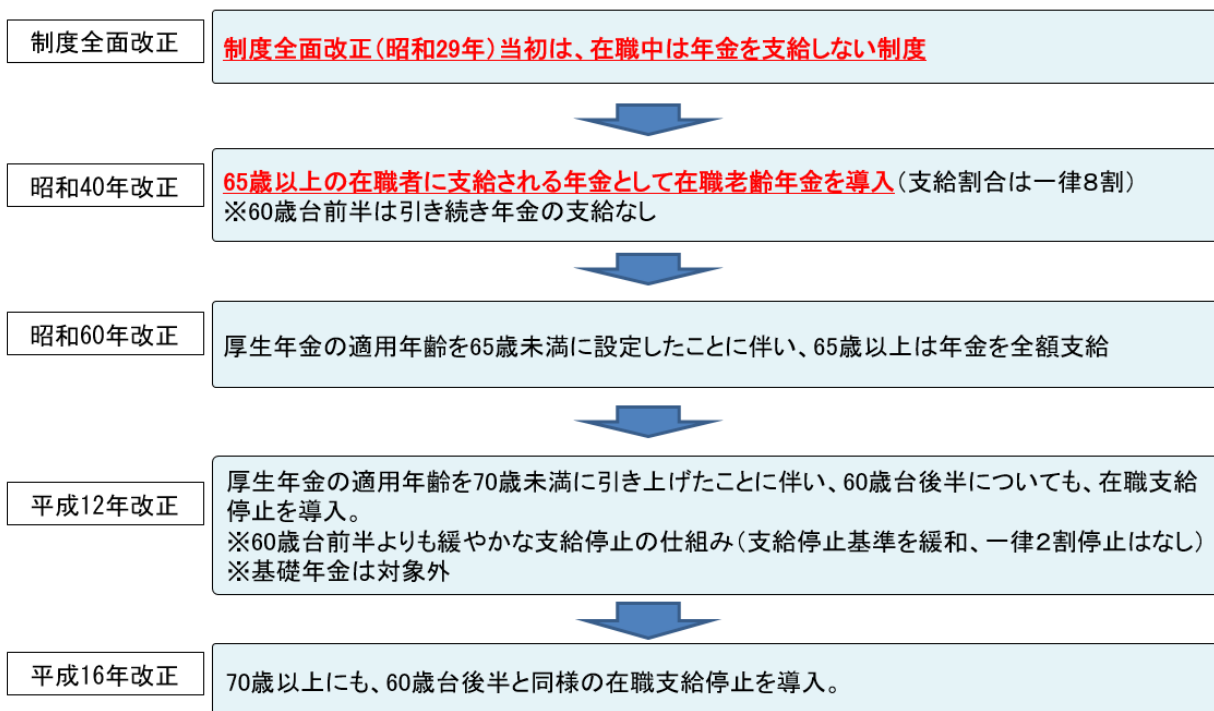 制度全面改正
制度全面改正（昭和29年）当初は、在職中は年金を支給しない制度
昭和40年改正
65歳以上の在職者に支給される年金として在職老齢年金を導入（支給割合は一律８割）
※60歳台前半は引き続き年金の支給なし
昭和60年改正
厚生年金の適用年齢を65歳未満に設定したことに伴い、65歳以上は年金を全額支給
平成12年改正
厚生年金の適用年齢を70歳未満に引き上げたことに伴い、60歳台後半についても、在職支給
停止を導入。
※60歳台前半よりも緩やかな支給停止の仕組み（支給停止基準を緩和、一律２割停止はなし）
※基礎年金は対象外
平成16年改正
70歳以上にも、60歳台後半と同様の在職支給停止を導入。